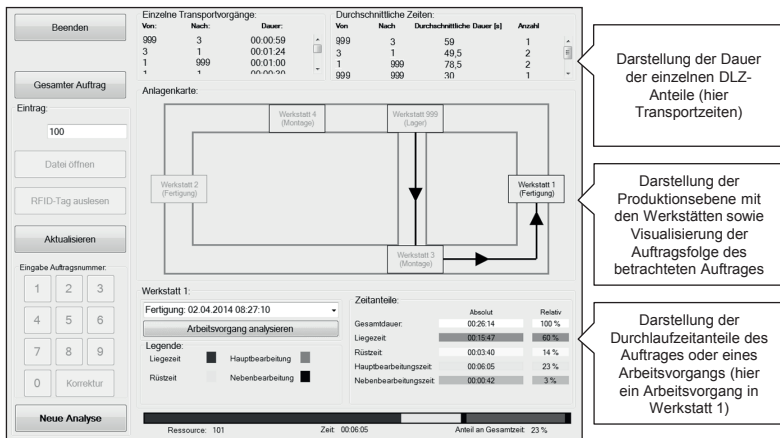 Beenden
Gesamter Auftrag
Eintrag:
100
Datei öffnen
RFID-Tag auslesen
Aktualisieren
Eingabe Auftragsnummer:
1 2 3
4 5 6
7 8 9
0 Korrektur
Neue Analyse
Einzelne Transportvorgänge:
Von: Nach: Dauer:
999 3 00:00:59
3 1 00:01:24
1 999 00:01:00
1 1 00:00:30
Durchschnittliche Zeiten:
Von Nach Durchschnittliche Dauer [s] Anzahl
999 3 59 1
3 1 49,5 2
1 999 78,5 2
999 999 30 1
Anlagenkarte:
Werkstatt 4
(Montage)
Werkstatt 999
(Lager)
Werkstatt 2
(Fertigung)
Werkstatt 1
(Fertigung)
Werkstatt 3
(Montage)
Werkstatt 1:
Fertigung: 02.04.2014 08:27:10
Arbeitsvorgang analysieren
Legende:
Liegezeit Hauptbearbeitung
Rüstzeit Nebenbearbeitung
Zeitanteile:
Absolut Relativ
Gesamtdauer: 00:26:14 100 %
Liegezeit: 00:15:47 60 %
Rüstzeit: 00:03:40 14 %
Hauptbearbeitungszeit: 00:06:05 23 %
Nebenbearbeitungszeit: 00:00:42 3 %
Ressource: 101 Zeit: 00:06:05 Anteil an Gesamtzeit: 23 %
Darstellung der Dauer
der einzelnen DLZ-
Anteile (hier
Transportzeiten)
Darstellung der
Produktionsebene mit
den Werkstätten sowie
Visualisierung der
Auftragsfolge des
betrachteten Auftrages
Darstellung der
Durchlaufzeitanteile des
Auftrages oder eines
Arbeitsvorgangs (hier
ein Arbeitsvorgang in
Werkstatt 1)